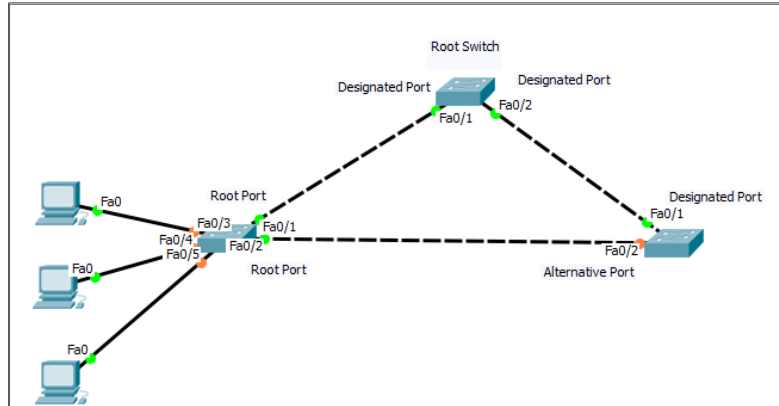 Root Switch
Designated Port
Designated Port
Fa0/1
Fa0/2
Root Port
Designated Port
Fa0
Fa0/3
Fa0/1
Fa0/1
Fa0/4
Fa0/2
Fa0/2
Fa0
Fa0/5
Root Port
Alternative Port
Fa0